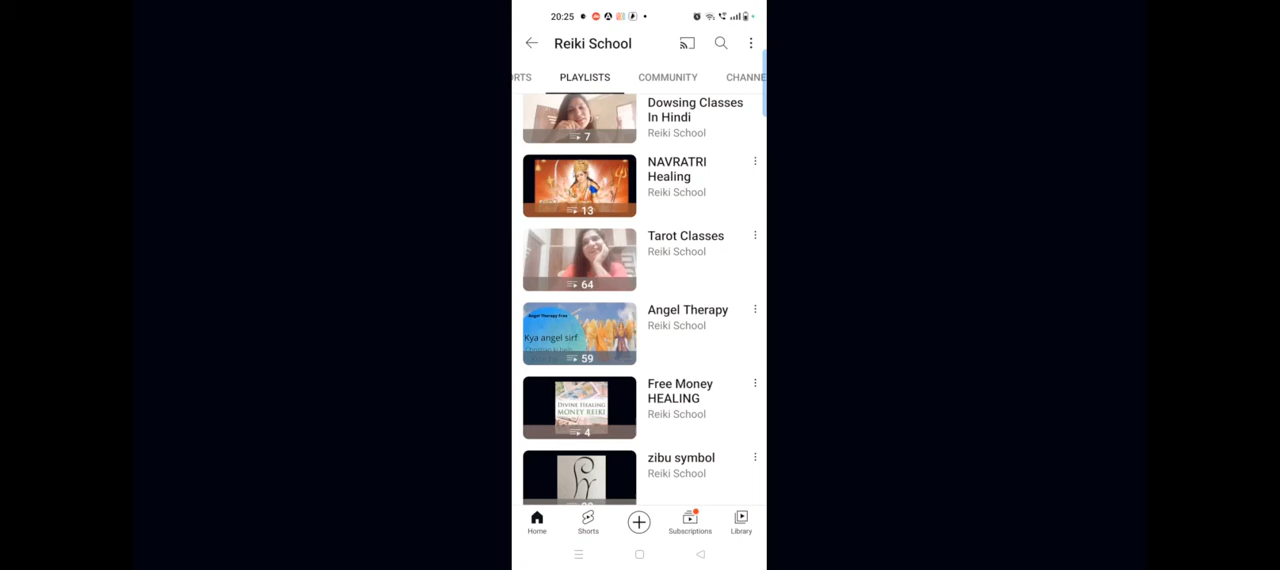 20:25
Reiki School
ORTS PLAYLISTS COMMUNITY CHANNE
Dowsing Classes
In Hindi
Reiki School
7
NAVRATRI
Healing
Reiki School
13
Tarot Classes
Reiki School
64
Angel Therapy
Reiki School
Angel Therapy Free
Kya angel sirf
59
Free Money
HEALING
Reiki School
DIVINE HEALING
MONEY REIKI
4
zibu symbol
Reiki School
Home Shorts Subscriptions Library